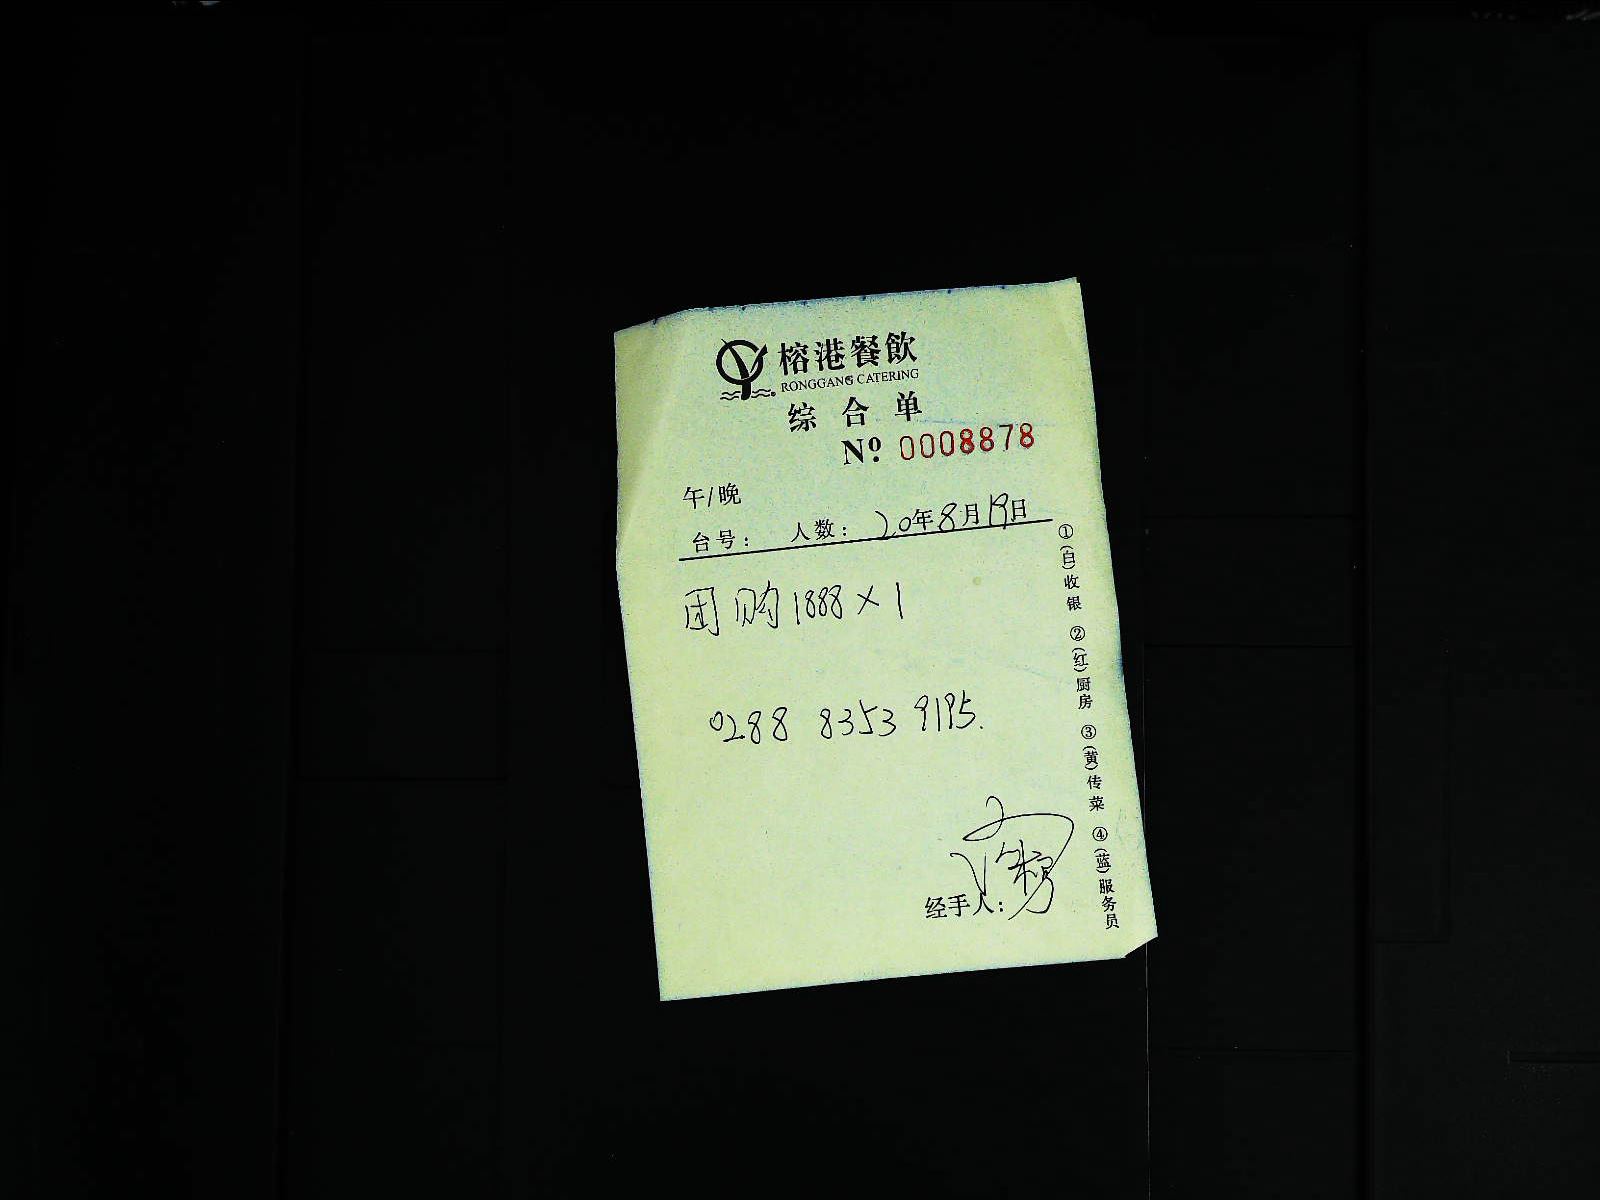 榕港餐飲
RONGGANG CATERING
综合单
Nº. 0008878
午/晚
台号： 人数： 20年8月19日
团购1888×1
0288 8353 9195.
经手人：
①(白)收银 ②(红)厨房 ③(黄)传菜 ④(蓝)服务员